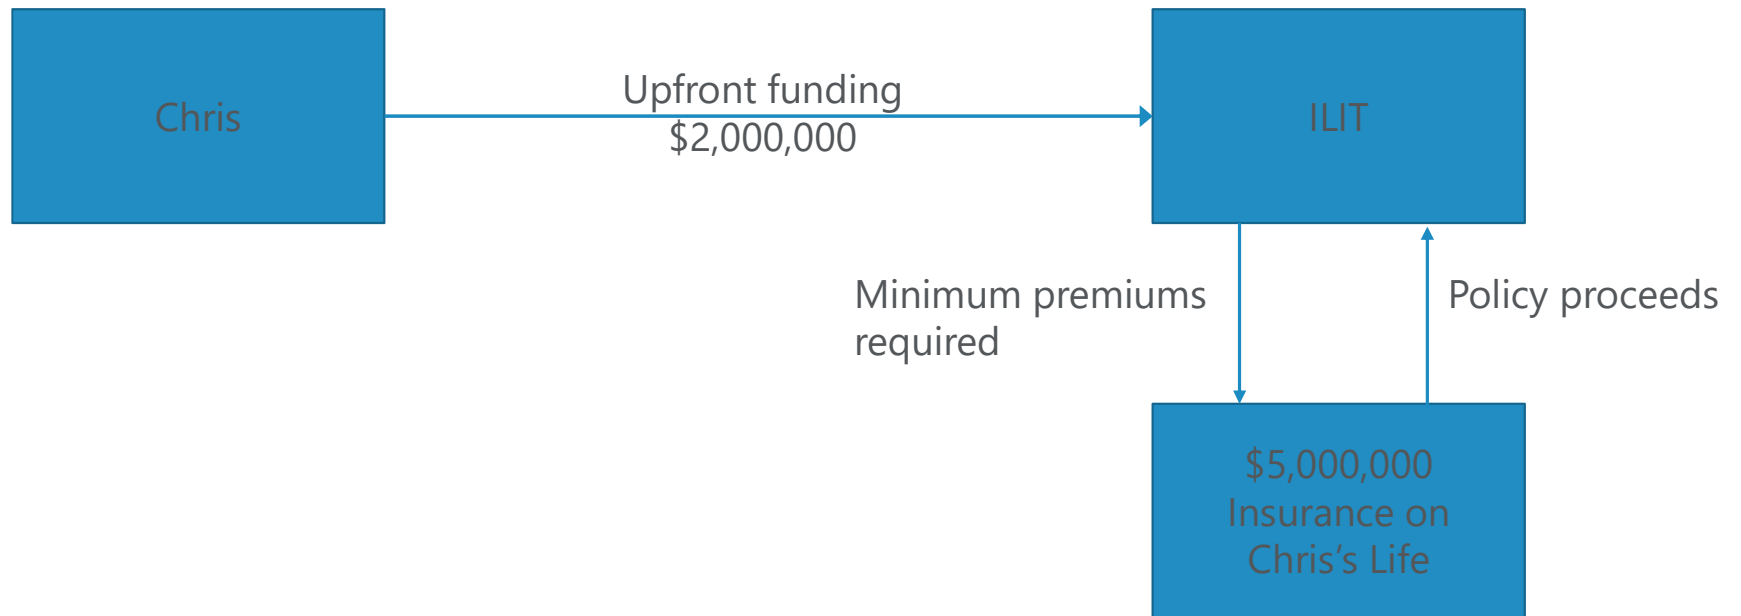 Chris
Upfront funding
$2,000,000
ILIT
Minimum premiums
required
Policy proceeds
$5,000,000
Insurance on
Chris’s Life